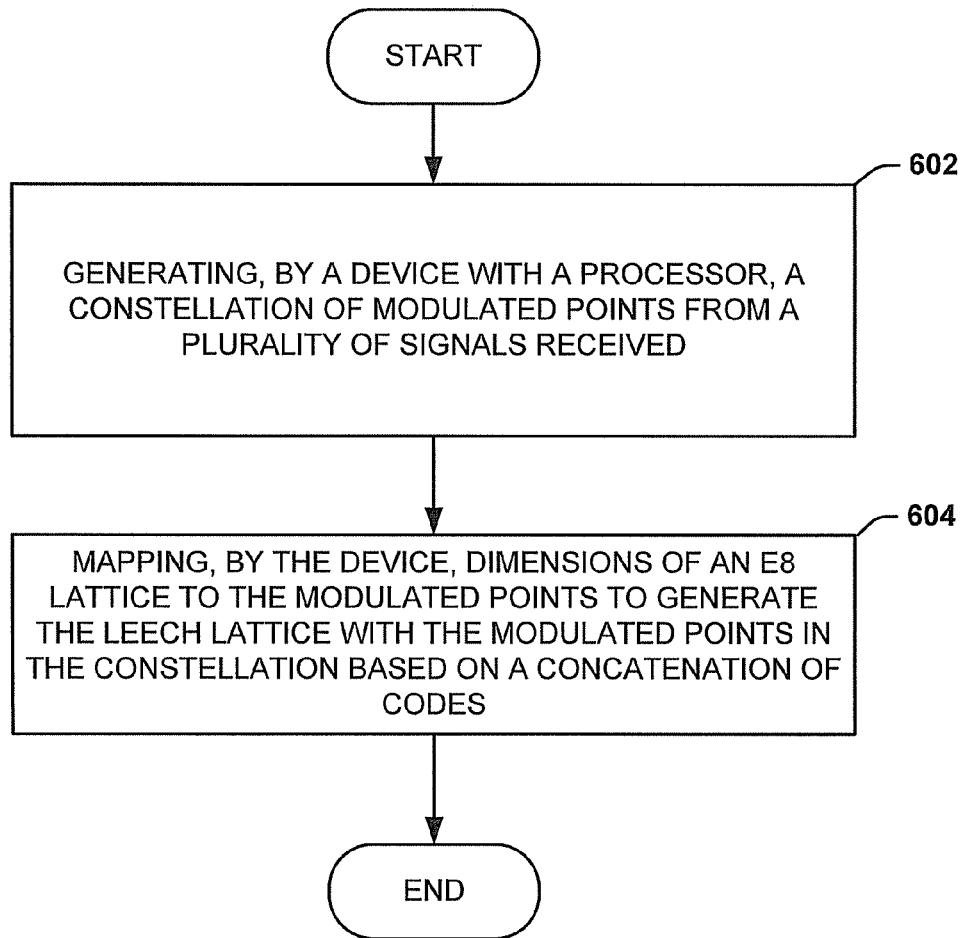 START
602
GENERATING, BY A DEVICE WITH A PROCESSOR, A
CONSTELLATION OF MODULATED POINTS FROM A
PLURALITY OF SIGNALS RECEIVED
604
MAPPING, BY THE DEVICE, DIMENSIONS OF AN E8
LATTICE TO THE MODULATED POINTS TO GENERATE
THE LEECH LATTICE WITH THE MODULATED POINTS IN
THE CONSTELLATION BASED ON A CONCATENATION OF
CODES
END